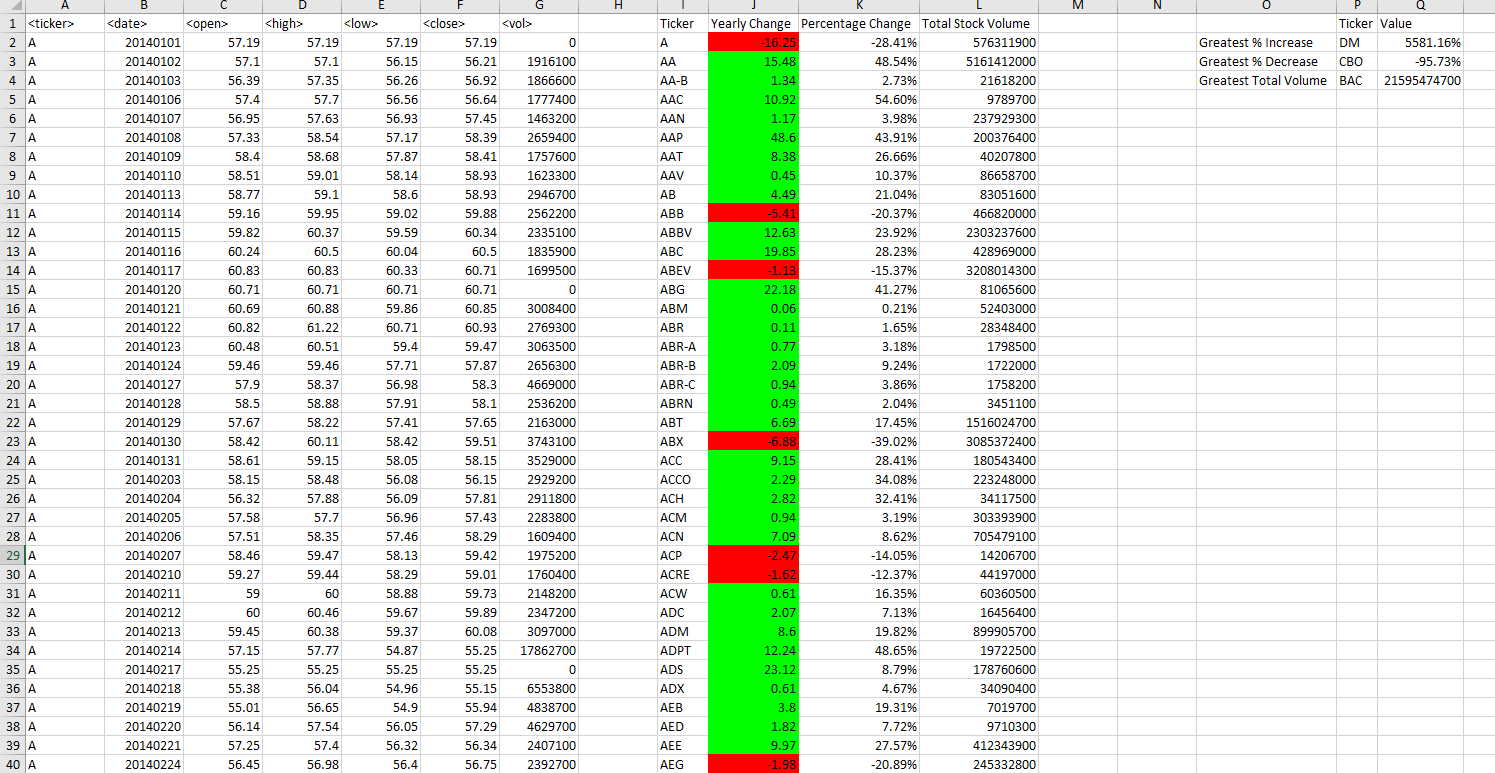 A B C D E F G H I J K L M N O P Q
1 <ticker> <date> <open> <high> <low> <close> <vol> Ticker Yearly Change Percentage Change Total Stock Volume Ticker Value
2 A 20140101 57.19 57.19 57.19 57.19 0 A -16.25 -28.41% 576311900 Greatest % Increase DM 5581.16%
3 A 20140102 57.1 57.1 56.15 56.21 1916100 AA 15.48 48.54% 5161412000 Greatest % Decrease CBO -95.73%
4 A 20140103 56.39 57.35 56.26 56.92 1866600 AA-B 1.34 2.73% 21618200 Greatest Total Volume BAC 21595474700
5 A 20140106 57.4 57.7 56.56 56.64 1777400 AAC 10.92 54.60% 9789700
6 A 20140107 56.95 57.63 56.93 57.45 1463200 AAN 1.17 3.98% 237929300
7 A 20140108 57.33 58.54 57.17 58.39 2659400 AAP 48.6 43.91% 200376400
8 A 20140109 58.4 58.68 57.87 58.41 1757600 AAT 8.38 26.66% 40207800
9 A 20140110 58.51 59.01 58.14 58.93 1623300 AAV 0.45 10.37% 86658700
10 A 20140113 58.77 59.1 58.6 58.93 2946700 AB 4.49 21.04% 83051600
11 A 20140114 59.16 59.95 59.02 59.88 2562200 ABB -5.41 -20.37% 466820000
12 A 20140115 59.82 60.37 59.59 60.34 2335100 ABBV 12.63 23.92% 2303237600
13 A 20140116 60.24 60.5 60.04 60.5 1835900 ABC 19.85 28.23% 428969000
14 A 20140117 60.83 60.83 60.33 60.71 1699500 ABEV -1.13 -15.37% 3208014300
15 A 20140120 60.71 60.71 60.71 60.71 0 ABG 22.18 41.27% 81065600
16 A 20140121 60.69 60.88 59.86 60.85 3008400 ABM 0.06 0.21% 52403000
17 A 20140122 60.82 61.22 60.71 60.93 2769300 ABR 0.11 1.65% 28348400
18 A 20140123 60.48 60.51 59.4 59.47 3063500 ABR-A 0.77 3.18% 1798500
19 A 20140124 59.46 59.46 57.71 57.87 2656300 ABR-B 2.09 9.24% 1722000
20 A 20140127 57.9 58.37 56.98 58.3 4669000 ABR-C 0.94 3.86% 1758200
21 A 20140128 58.5 58.88 57.91 58.1 2536200 ABRN 0.49 2.04% 3451100
22 A 20140129 57.67 58.22 57.41 57.65 2163000 ABT 6.69 17.45% 1516024700
23 A 20140130 58.42 60.11 58.42 59.51 3743100 ABX -6.88 -39.02% 3085372400
24 A 20140131 58.61 59.15 58.05 58.15 3529000 ACC 9.15 28.41% 180543400
25 A 20140203 58.15 58.48 56.08 56.15 2929200 ACCO 2.29 34.08% 223248000
26 A 20140204 56.32 57.88 56.09 57.81 2911800 ACH 2.82 32.41% 34117500
27 A 20140205 57.58 57.7 56.96 57.43 2283800 ACM 0.94 3.19% 303393900
28 A 20140206 57.51 58.35 57.46 58.29 1609400 ACN 7.09 8.62% 705479100
29 A 20140207 58.46 59.47 58.13 59.42 1975200 ACP -2.47 -14.05% 14206700
30 A 20140210 59.27 59.44 58.29 59.01 1760400 ACRE -1.62 -12.37% 44197000
31 A 20140211 59 60 58.88 59.73 2148200 ACW 0.61 16.35% 60360500
32 A 20140212 60 60.46 59.67 59.89 2347200 ADC 2.07 7.13% 16456400
33 A 20140213 59.45 60.38 59.37 60.08 3097000 ADM 8.6 19.82% 899905700
34 A 20140214 57.15 57.77 54.87 55.25 17862700 ADPT 12.24 48.65% 19722500
35 A 20140217 55.25 55.25 55.25 55.25 0 ADS 23.12 8.79% 178760600
36 A 20140218 55.38 56.04 54.96 55.15 6553800 ADX 0.61 4.67% 34090400
37 A 20140219 55.01 56.65 54.9 55.94 4838700 AEB 3.8 19.31% 7019700
38 A 20140220 56.14 57.54 56.05 57.29 4629700 AED 1.82 7.72% 9710300
39 A 20140221 57.25 57.4 56.32 56.34 2407100 AEE 9.97 27.57% 412343900
40 A 20140224 56.45 56.98 56.4 56.75 2392700 AEG -1.98 -20.89% 245332800